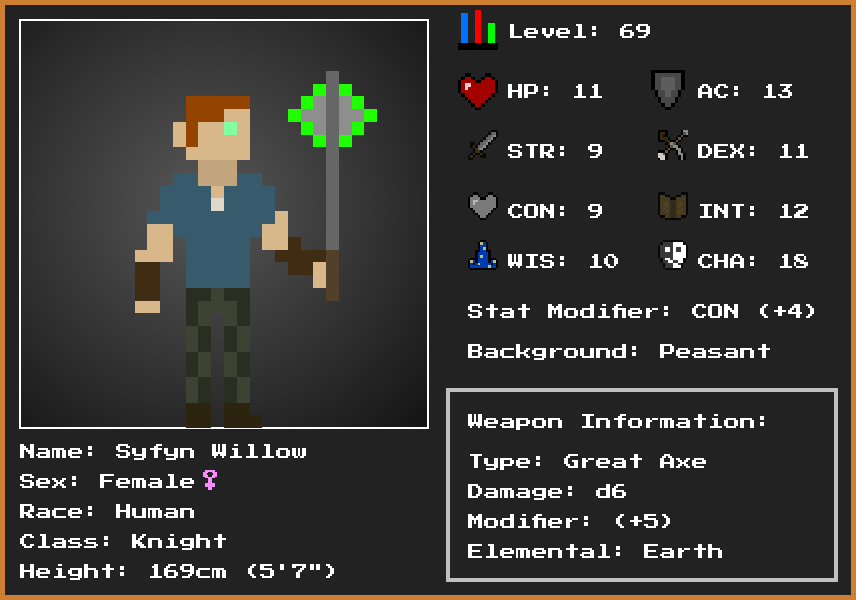 Level: 69
HP: 11 AC: 13
STR: 9 DEX: 11
CON: 9 INT: 12
WIS: 10 CHA: 18
Stat Modifier: CON (+4)
Background: Peasant
Weapon Information:
Type: Great Axe
Damage: d6
Modifier: (+5)
Elemental: Earth
Name: Syfyn Willow
Sex: Female♀
Race: Human
Class: Knight
Height: 169cm (5'7")